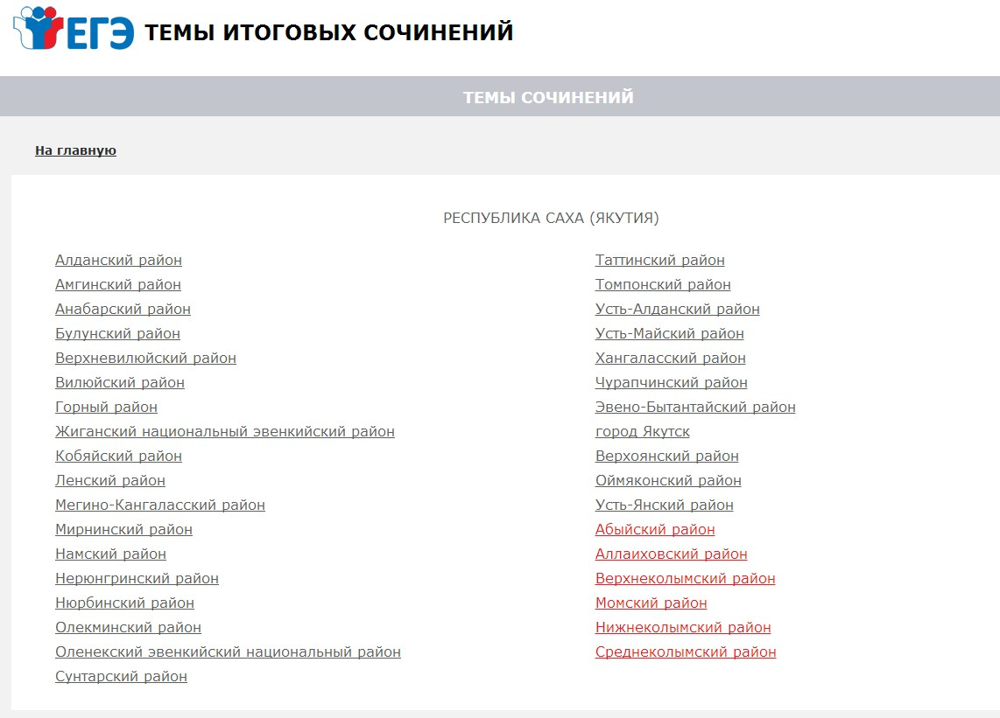 ЕГЭ ТЕМЫ ИТОГОВЫХ СОЧИНЕНИЙ
ТЕМЫ СОЧИНЕНИЙ
На главную
РЕСПУБЛИКА САХА (ЯКУТИЯ)
Алданский район
Амгинский район
Анабарский район
Булунский район
Верхневилюйский район
Вилюйский район
Горный район
Жиганский национальный эвенкийский район
Кобяйский район
Ленский район
Мегино-Кангаласский район
Мирнинский район
Намский район
Нерюнгринский район
Нюрбинский район
Олекминский район
Оленекский эвенкийский национальный район
Сунтарский район
Таттинский район
Томпонский район
Усть-Алданский район
Усть-Майский район
Хангаласский район
Чурапчинский район
Эвено-Бытантайский район
город Якутск
Верхоянский район
Оймяконский район
Усть-Янский район
Абыйский район
Аллаиховский район
Верхнеколымский район
Момский район
Нижнеколымский район
Среднеколымский район